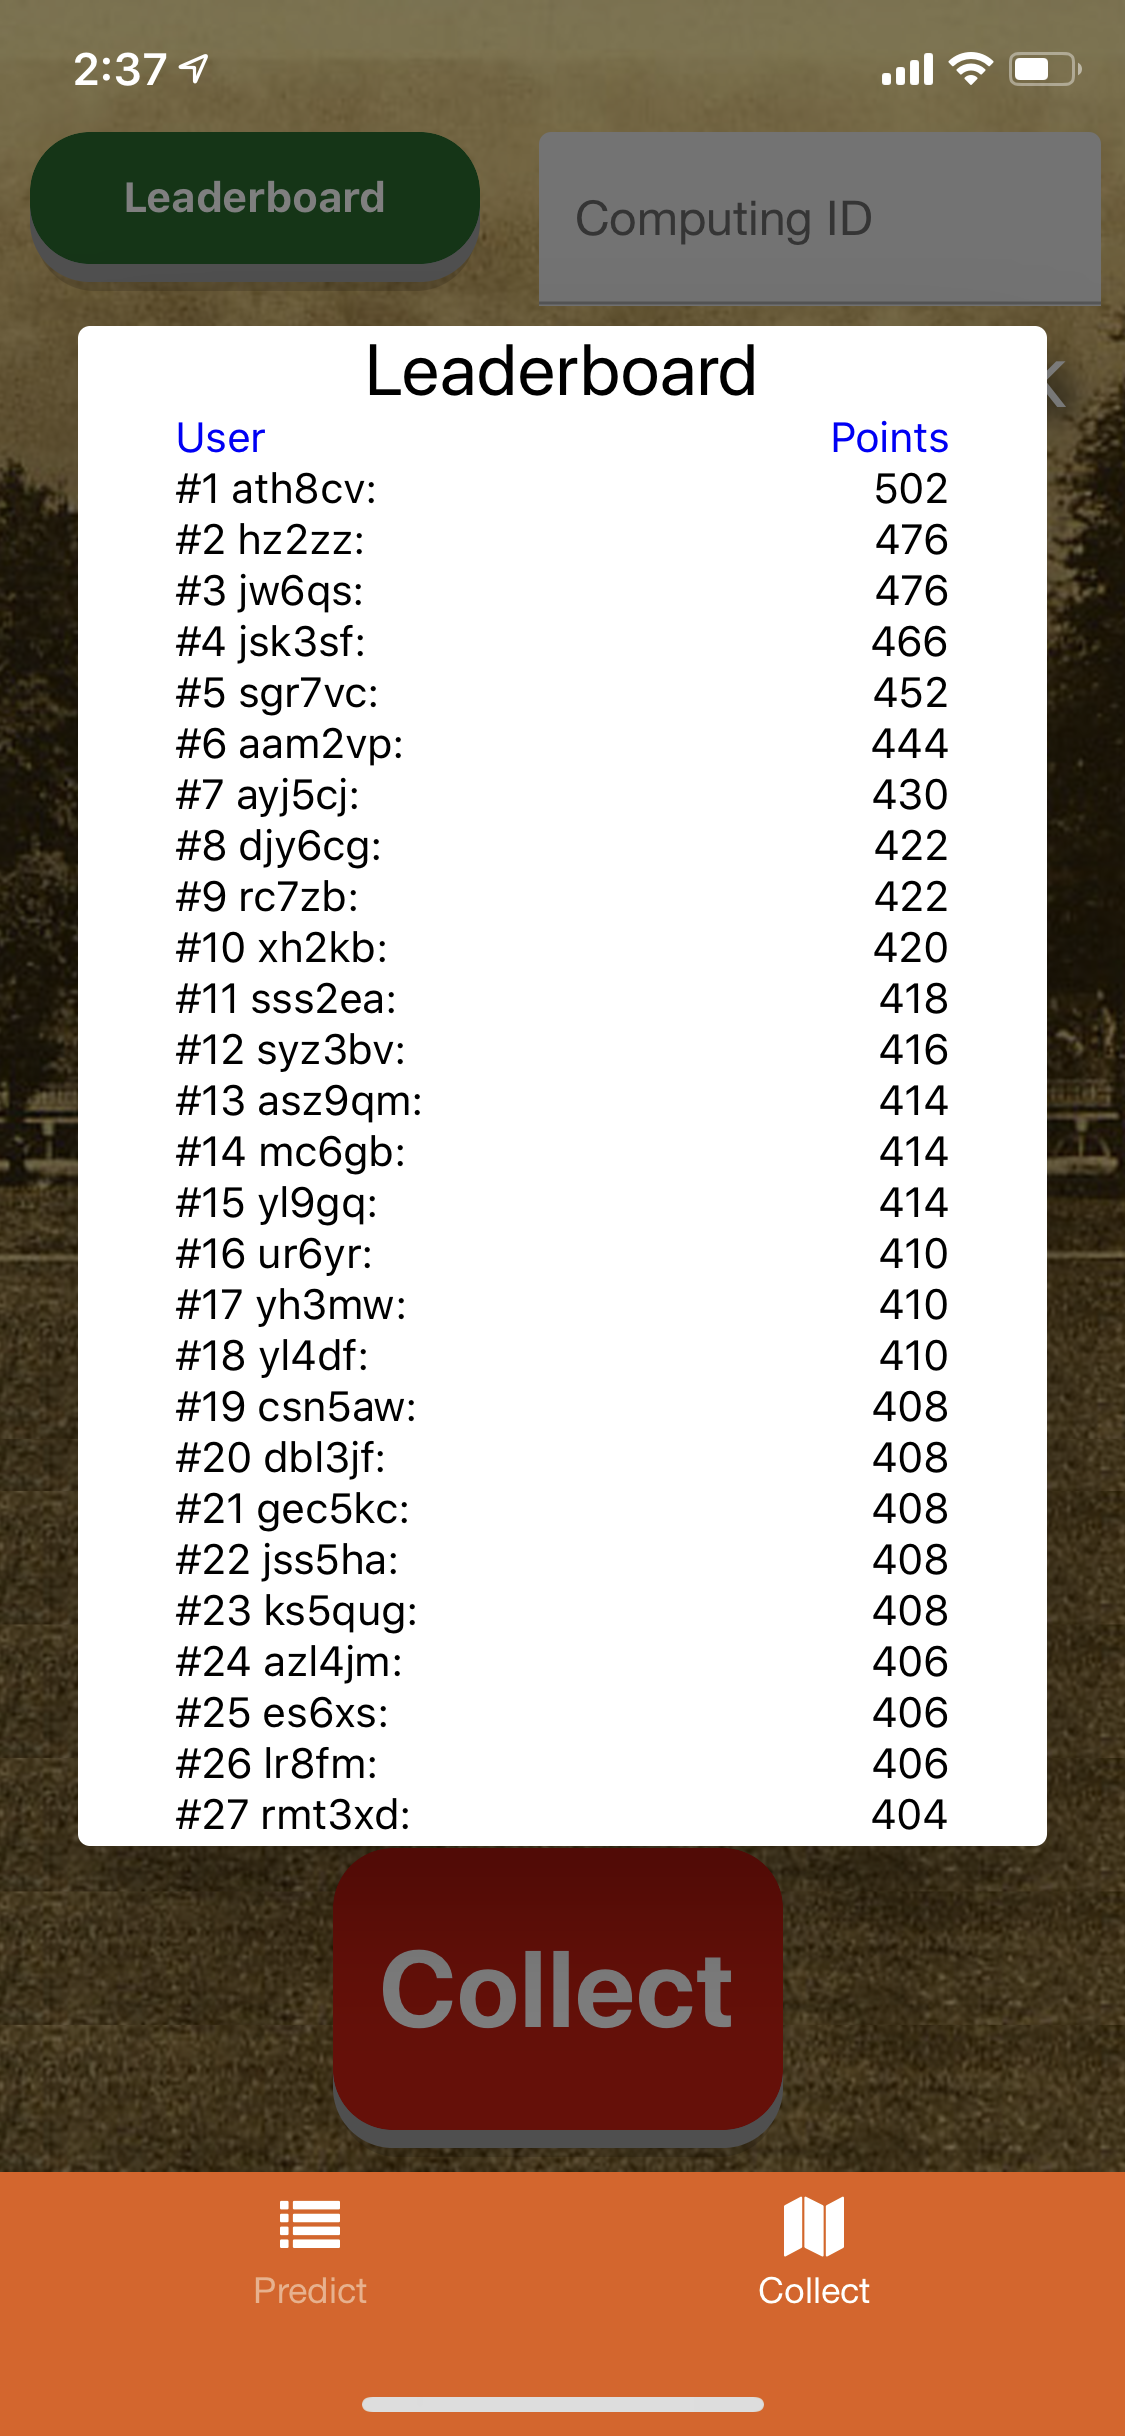 2:37
Leaderboard
Computing ID
Leaderboard
User Points
#1 ath8cv: 502
#2 hz2zz: 476
#3 jw6qs: 476
#4 jsk3sf: 466
#5 sgr7vc: 452
#6 aam2vp: 444
#7 ayj5cj: 430
#8 djy6cg: 422
#9 rc7zb: 422
#10 xh2kb: 420
#11 sss2ea: 418
#12 syz3bv: 416
#13 asz9qm: 414
#14 mc6gb: 414
#15 yl9gq: 414
#16 ur6yr: 410
#17 yh3mw: 410
#18 yl4df: 410
#19 csn5aw: 408
#20 dbl3jf: 408
#21 gec5kc: 408
#22 jss5ha: 408
#23 ks5qug: 408
#24 azl4jm: 406
#25 es6xs: 406
#26 lr8fm: 406
#27 rmt3xd: 404
Collect
Predict Collect